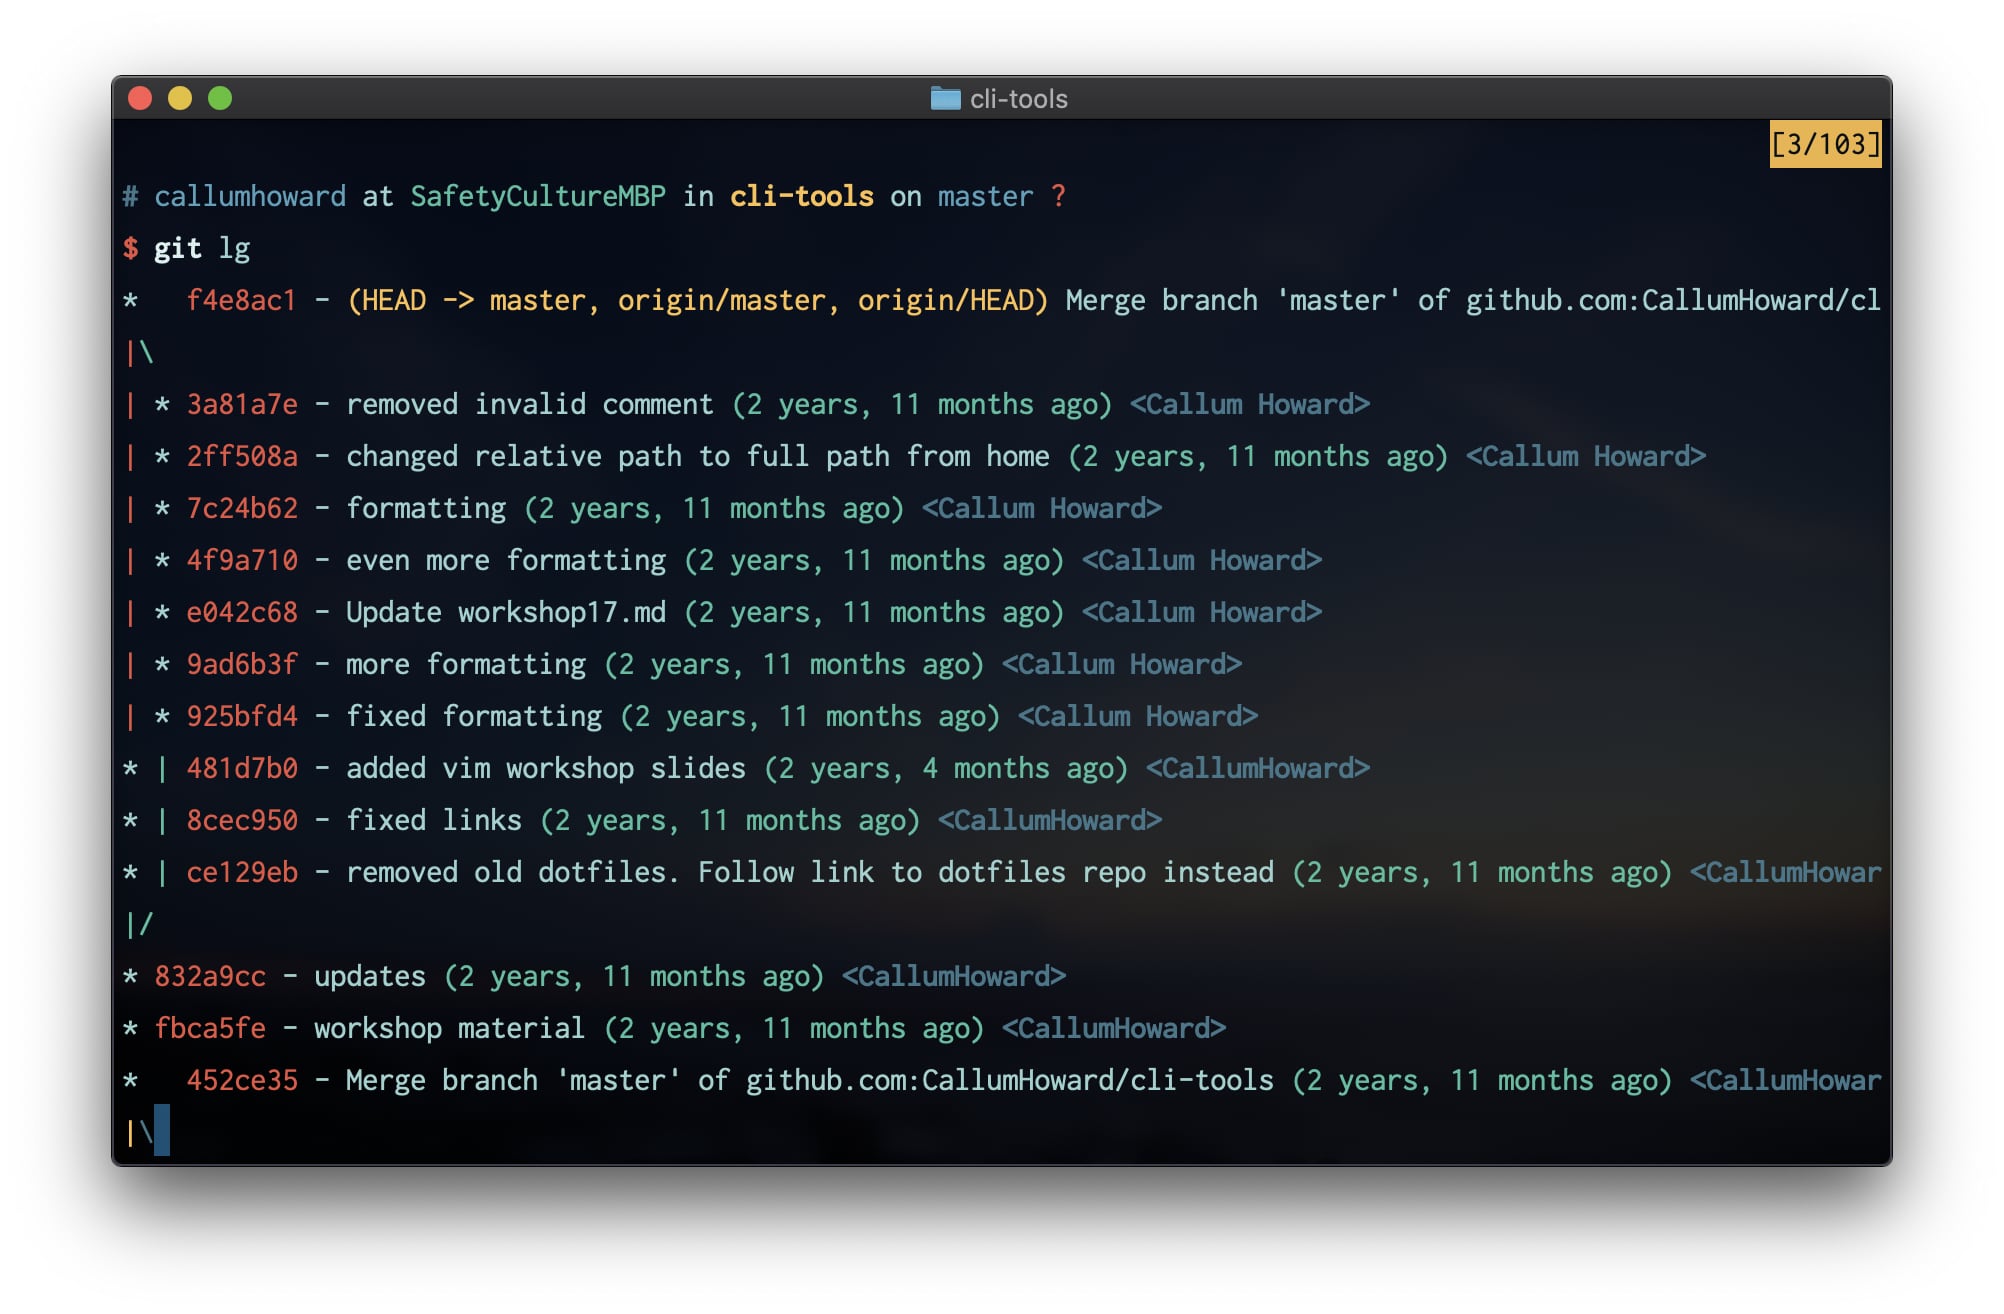 cli-tools
[3/103]
# callumhoward at SafetyCultureMBP in cli-tools on master ?
$ git lg
*   f4e8ac1 - (HEAD -> master, origin/master, origin/HEAD) Merge branch 'master' of github.com:CallumHoward/cl
|\
| * 3a81a7e - removed invalid comment (2 years, 11 months ago) <Callum Howard>
| * 2ff508a - changed relative path to full path from home (2 years, 11 months ago) <Callum Howard>
| * 7c24b62 - formatting (2 years, 11 months ago) <Callum Howard>
| * 4f9a710 - even more formatting (2 years, 11 months ago) <Callum Howard>
| * e042c68 - Update workshop17.md (2 years, 11 months ago) <Callum Howard>
| * 9ad6b3f - more formatting (2 years, 11 months ago) <Callum Howard>
| * 925bfd4 - fixed formatting (2 years, 11 months ago) <Callum Howard>
* | 481d7b0 - added vim workshop slides (2 years, 4 months ago) <CallumHoward>
* | 8cec950 - fixed links (2 years, 11 months ago) <CallumHoward>
* | ce129eb - removed old dotfiles. Follow link to dotfiles repo instead (2 years, 11 months ago) <CallumHowar
|/
* 832a9cc - updates (2 years, 11 months ago) <CallumHoward>
* fbca5fe - workshop material (2 years, 11 months ago) <CallumHoward>
*   452ce35 - Merge branch 'master' of github.com:CallumHoward/cli-tools (2 years, 11 months ago) <CallumHowar
|\